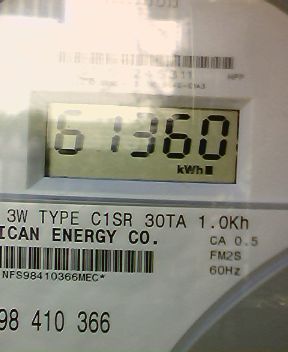 61360
kWh
3W TYPE C1SR 30TA 1.0Kh
ICAN ENERGY CO.
CA 0.5
FM2S
60Hz
NFS98410366MEC*
98 410 366